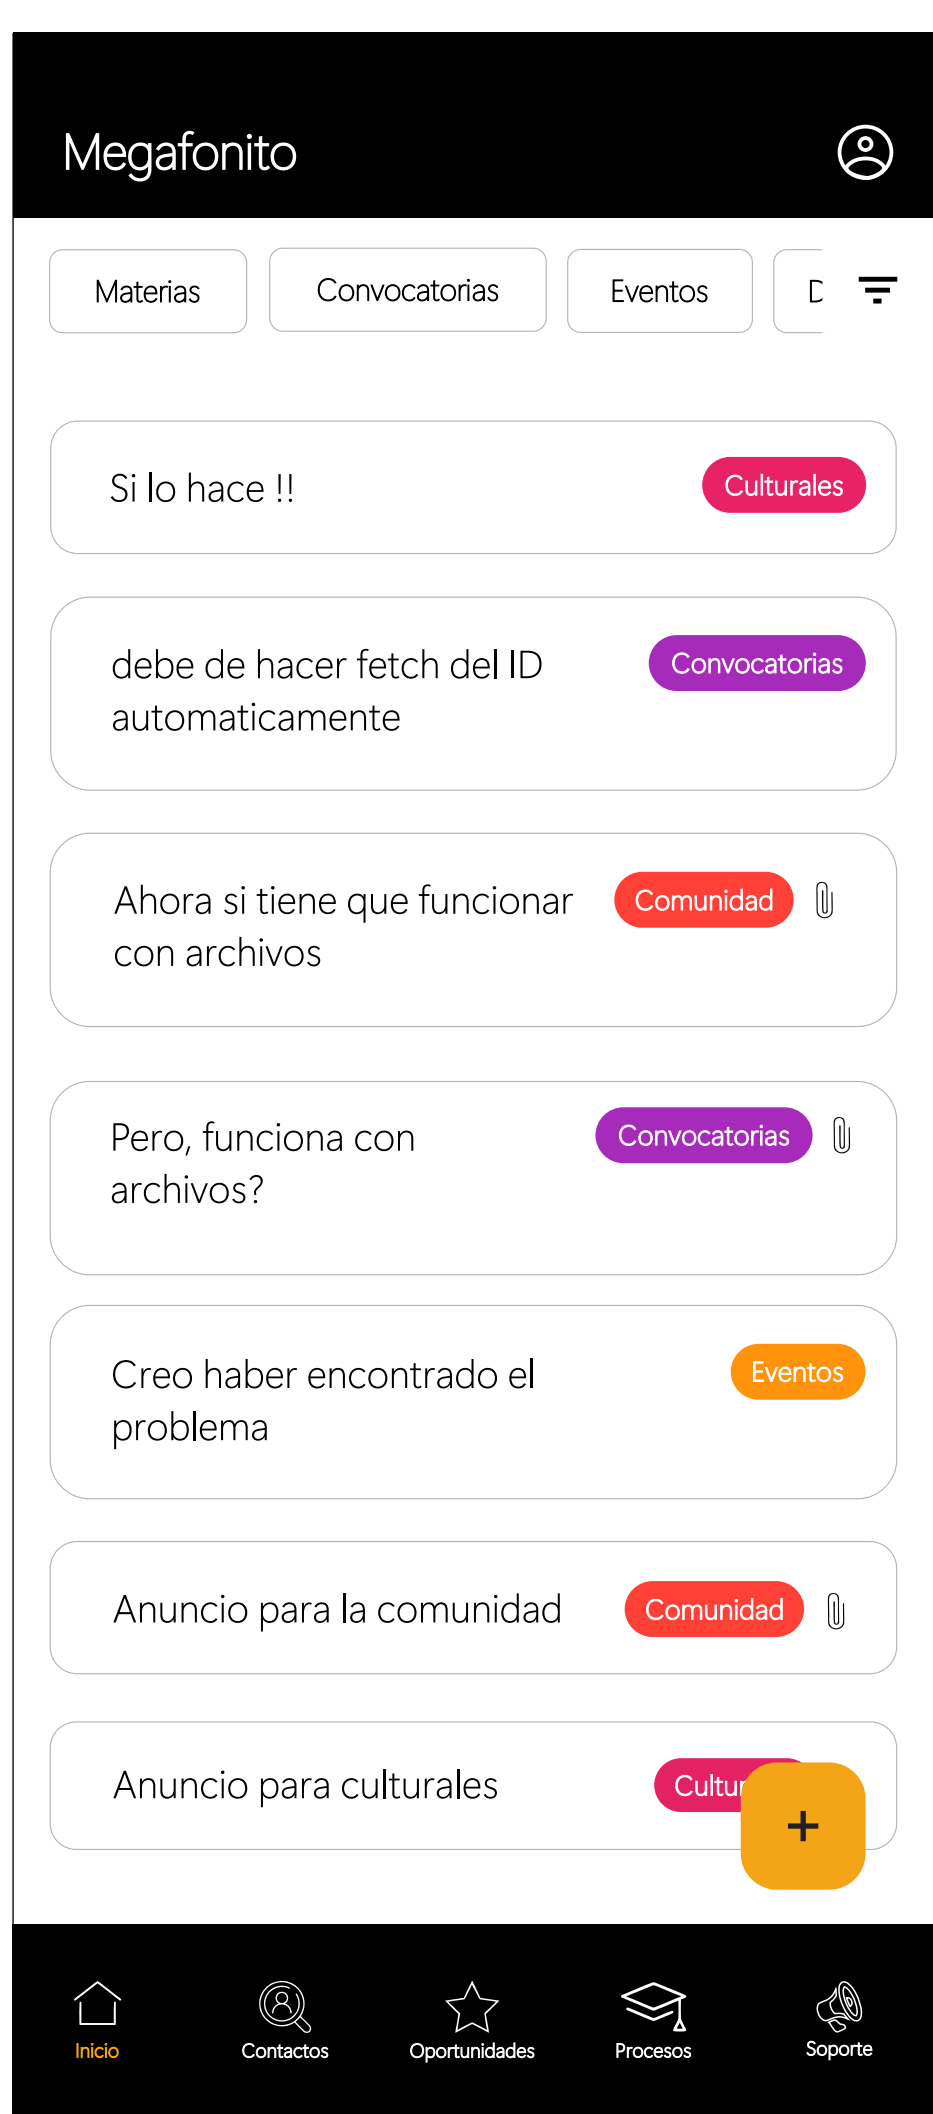 Megafonito
Materias
Convocatorias
Eventos
D
Si lo hace !!
Culturales
debe de hacer fetch del ID
automaticamente
Convocatorias
Ahora si tiene que funcionar
con archivos
Comunidad
Pero, funciona con
archivos?
Convocatorias
Creo haber encontrado el
problema
Eventos
Anuncio para la comunidad
Comunidad
Anuncio para culturales
Cultur
+
Inicio
Contactos
Oportunidades
Procesos
Soporte